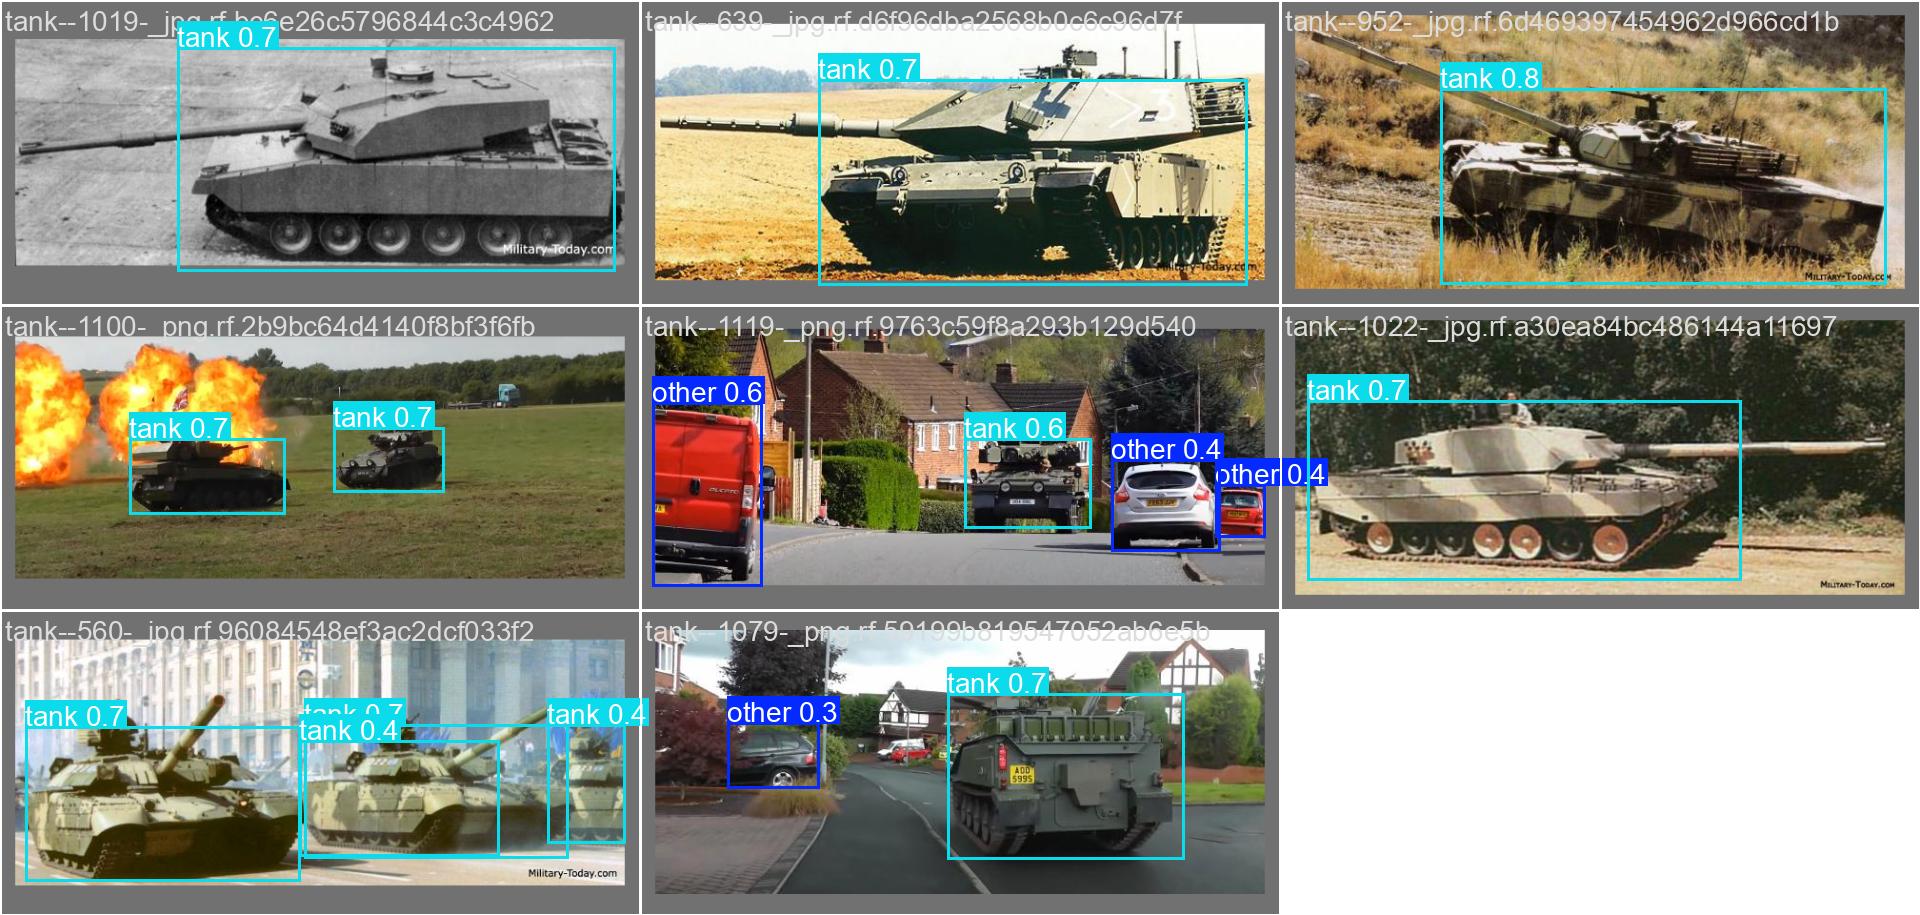 tank--1019-_jpg.rf.bc6e26c5796844c3c4962
tank 0.7
Military-Today.com
tank--639-_jpg.rf.d6f96dba2568b0c6c96d7f
tank 0.7
3
Military-Today.com
tank--952-_jpg.rf.6d469397454962d966cd1b
tank 0.8
Military-Today.com
tank--1100-_png.rf.2b9bc64d4140f8bf3f6fb
tank 0.7
tank 0.7
tank--1119-_png.rf.9763c59f8a293b129d540
other 0.6
tank 0.6
other 0.4
other 0.4
DUCATO
tank--1022-_jpg.rf.a30ea84bc486144a11697
tank 0.7
Military-Today.com
tank--560-_jpg.rf.96084548ef3ac2dcf033f2
tank 0.7
tank 0.7
tank 0.4
tank 0.4
Military-Today.com
tank--1079-_png.rf.59199b819547052ab6e5b
tank 0.7
other 0.3